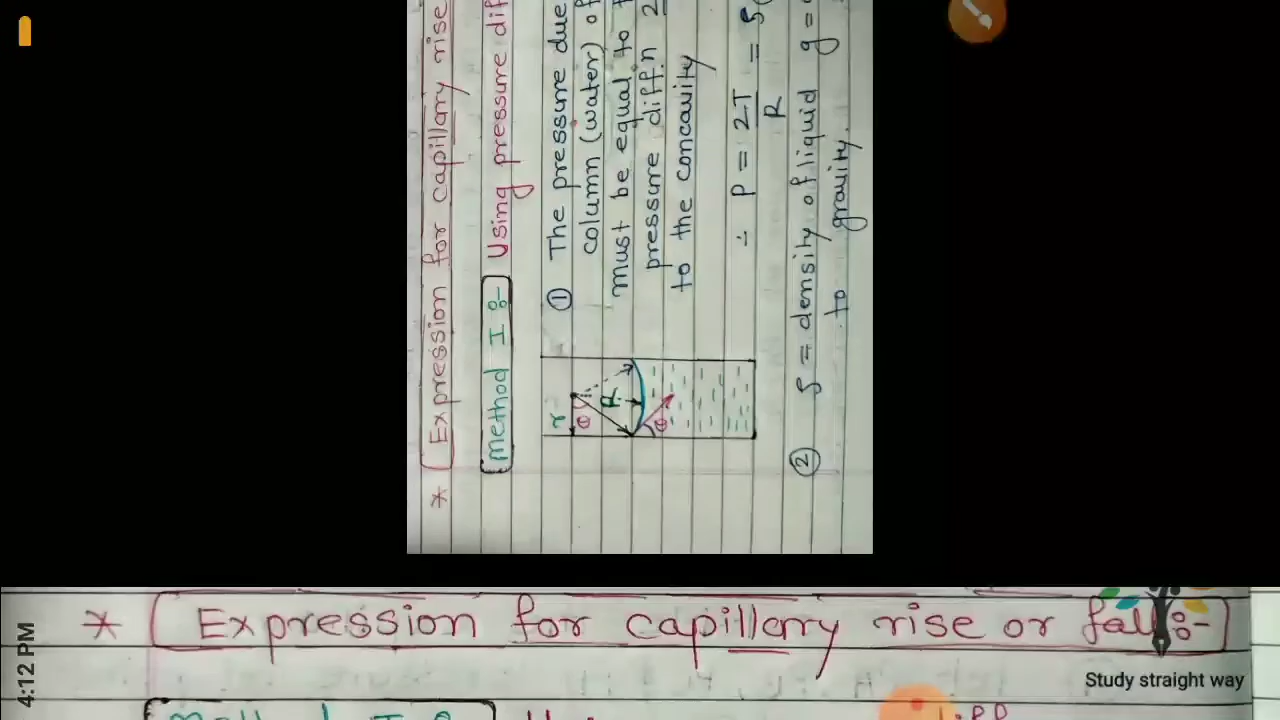 * Expression for capillary rise
Method I :- Using pressure dif
① The pressure due
column (water) of
must be equal to
pressure diffn 2
to the concavity
∴ P = 2T/R = ρ
② ρ = density of liquid g =
to gravity.
r
θ
R
θ
4:12 PM
* Expression for capillary rise or fall:-
Study straight way